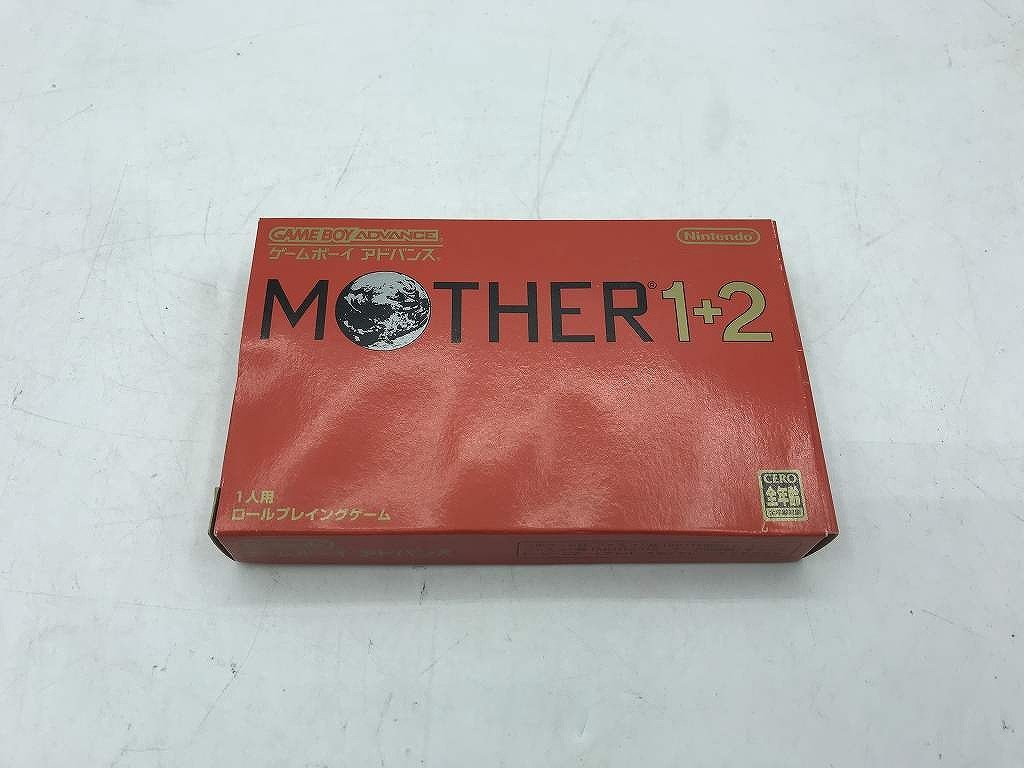 GAME BOY ADVANCE
Nintendo®
ゲームボーイ アドバンス
MOTHER® 1+2
1人用
ロールプレイングゲーム
CERO
全年齢